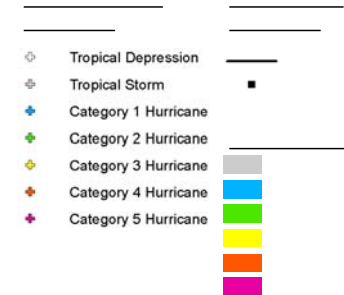 Tropical Depression
Tropical Storm
Category 1 Hurricane
Category 2 Hurricane
Category 3 Hurricane
Category 4 Hurricane
Category 5 Hurricane